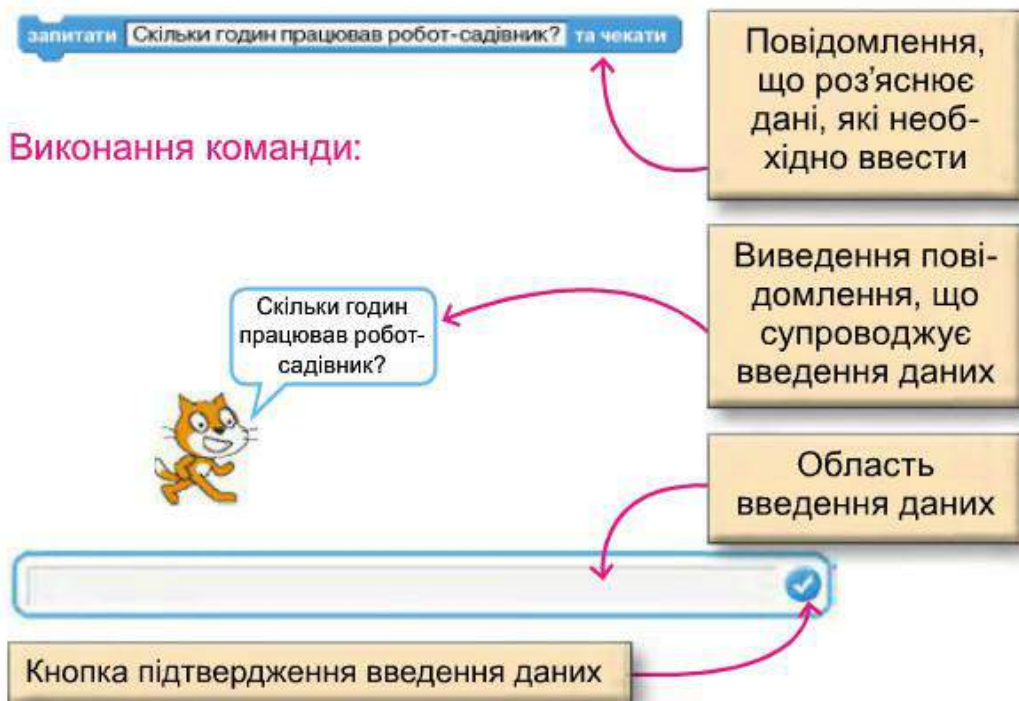 запитати Скільки годин працював робот-садівник? та чекати
Повідомлення,
що роз’яснює
дані, які необ-
хідно ввести
Виконання команди:
Виведення пові-
домлення, що
супроводжує
введення даних
Скільки годин
працював робот-
садівник?
Область
введення даних
Кнопка підтвердження введення даних